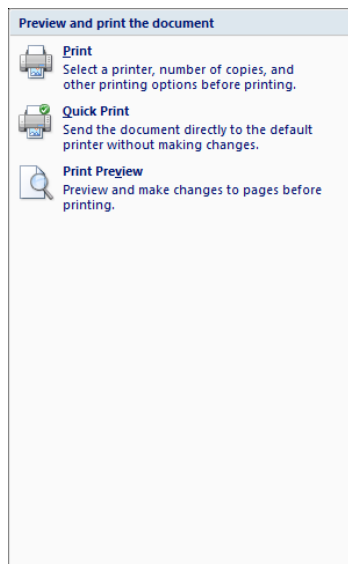 Preview and print the document
Print
Select a printer, number of copies, and
other printing options before printing.
Quick Print
Send the document directly to the default
printer without making changes.
Print Preview
Preview and make changes to pages before
printing.